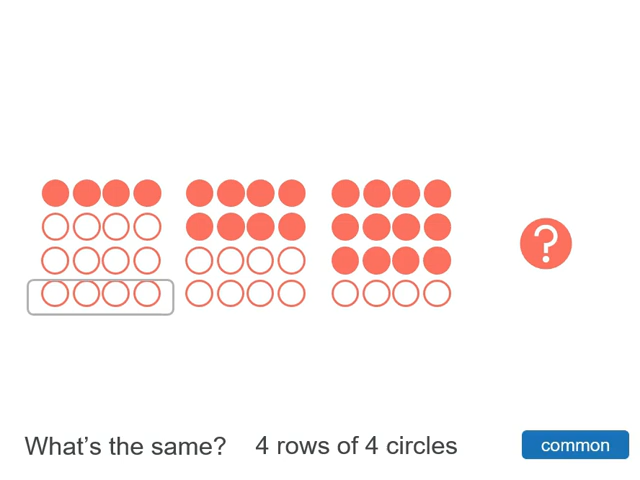 ?
What’s the same? 4 rows of 4 circles
common